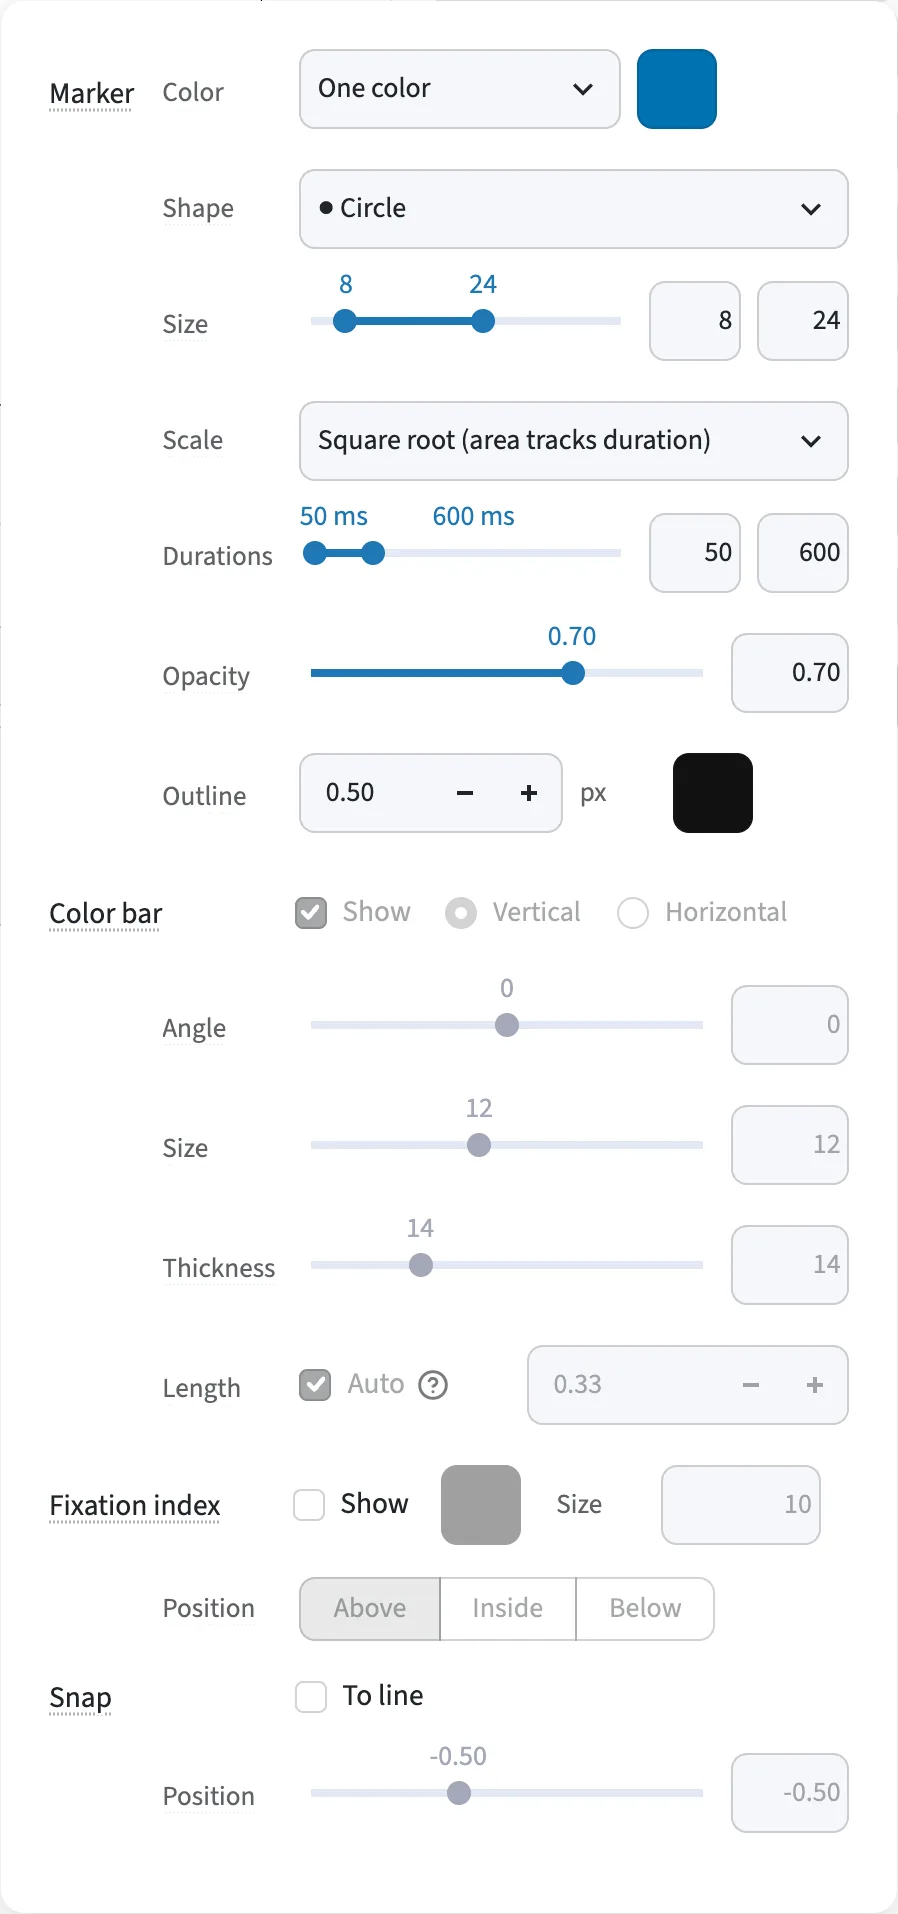 Marker Color One color
Shape Circle
8 24
Size 8 24
Scale Square root (area tracks duration)
50 ms 600 ms
Durations 50 600
0.70
Opacity 0.70
Outline 0.50 − + px
Color bar Show Vertical Horizontal
0
Angle 0
12
Size 12
14
Thickness 14
Length Auto ? 0.33 − +
Fixation index Show Size 10
Position Above Inside Below
Snap To line
-0.50
Position -0.50